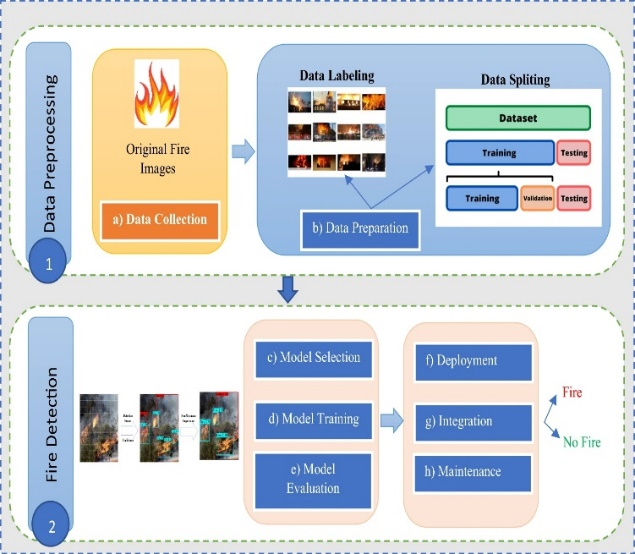 Data Preprocessing
1
Original Fire
Images
a) Data Collection
Data Labeling
b) Data Preparation
Data Spliting
Dataset
Training
Testing
Training
Validation
Testing
Fire Detection
2
c) Model Selection
d) Model Training
e) Model
Evaluation
f) Deployment
g) Integration
h) Maintenance
Fire
No Fire